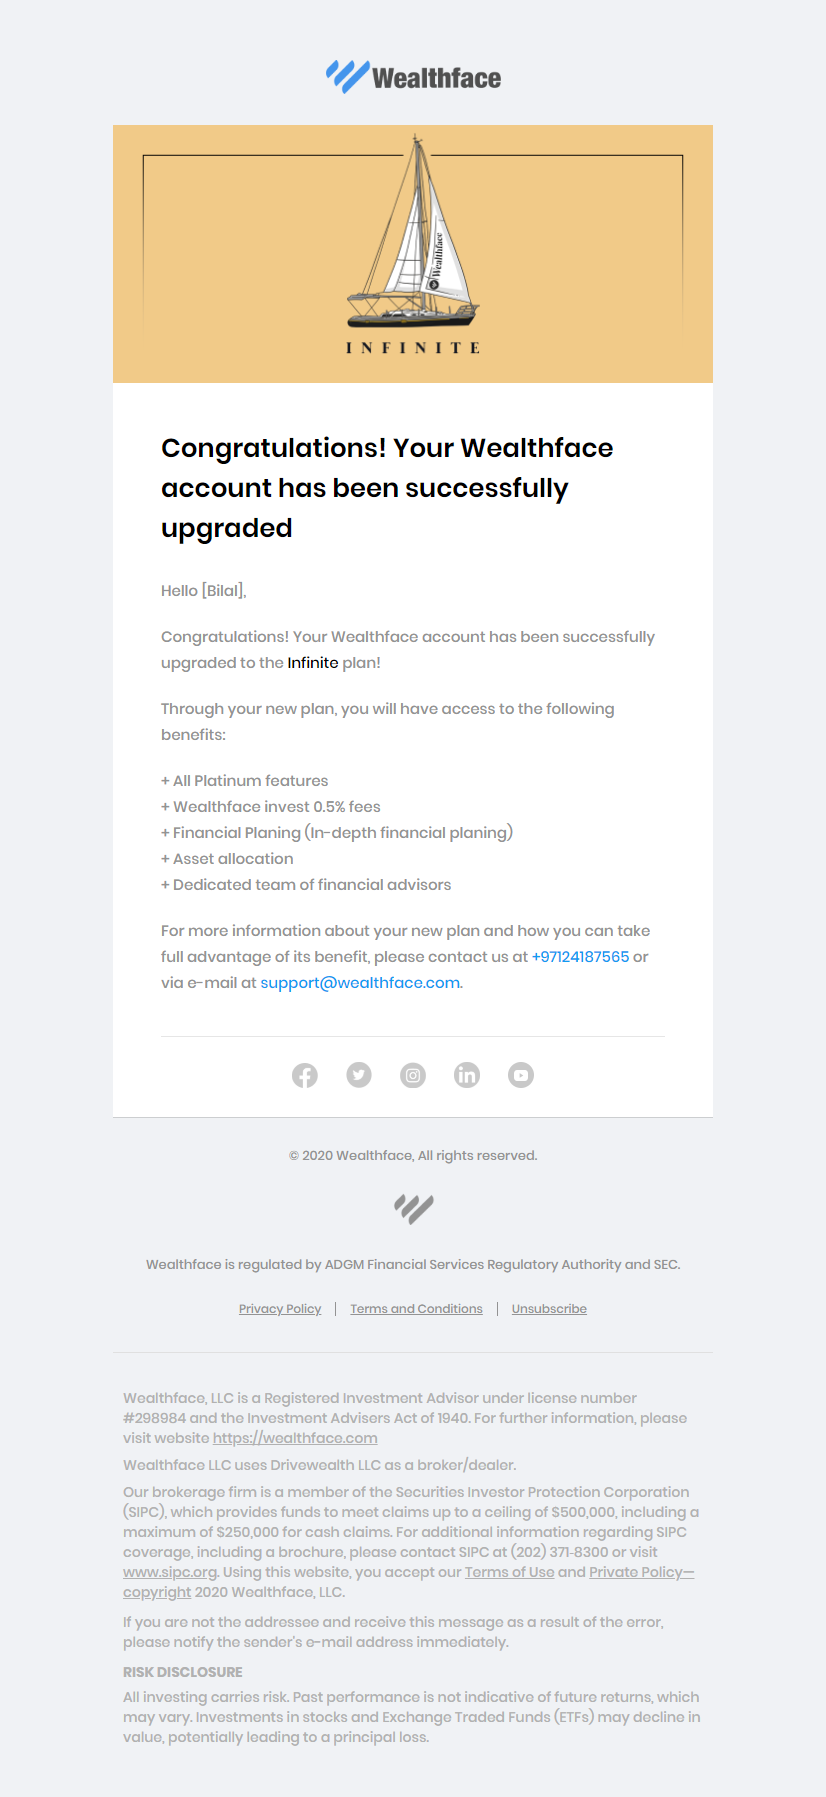 Wealthface
Wealthface
INFINITE
Congratulations! Your Wealthface
account has been successfully
upgraded
Hello [Bilal],
Congratulations! Your Wealthface account has been successfully
upgraded to the Infinite plan!
Through your new plan, you will have access to the following
benefits:
+ All Platinum features
+ Wealthface invest 0.5% fees
+ Financial Planing (In-depth financial planing)
+ Asset allocation
+ Dedicated team of financial advisors
For more information about your new plan and how you can take
full advantage of its benefit, please contact us at +97124187565 or
via e-mail at support@wealthface.com.
© 2020 Wealthface, All rights reserved.
Wealthface is regulated by ADGM Financial Services Regulatory Authority and SEC.
Privacy Policy | Terms and Conditions | Unsubscribe
Wealthface, LLC is a Registered Investment Advisor under license number
#298984 and the Investment Advisers Act of 1940. For further information, please
visit website https://wealthface.com
Wealthface LLC uses Drivewealth LLC as a broker/dealer.
Our brokerage firm is a member of the Securities Investor Protection Corporation
(SIPC), which provides funds to meet claims up to a ceiling of $500,000, including a
maximum of $250,000 for cash claims. For additional information regarding SIPC
coverage, including a brochure, please contact SIPC at (202) 371-8300 or visit
www.sipc.org. Using this website, you accept our Terms of Use and Private Policy—
copyright 2020 Wealthface, LLC.
If you are not the addressee and receive this message as a result of the error,
please notify the sender's e-mail address immediately.
RISK DISCLOSURE
All investing carries risk. Past performance is not indicative of future returns, which
may vary. Investments in stocks and Exchange Traded Funds (ETFs) may decline in
value, potentially leading to a principal loss.